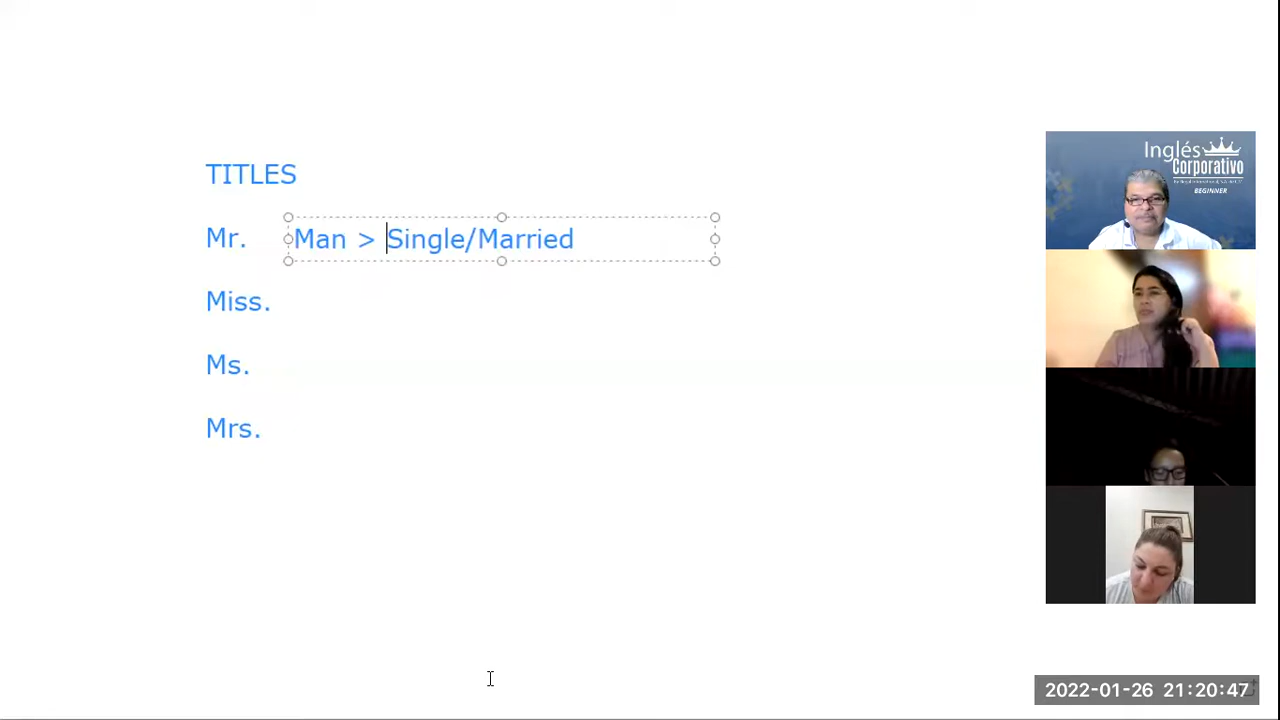 TITLES
Mr. Man > Single/Married
Miss.
Ms.
Mrs.
Inglés
Corporativo
BEGINNER
2022-01-26 21:20:47